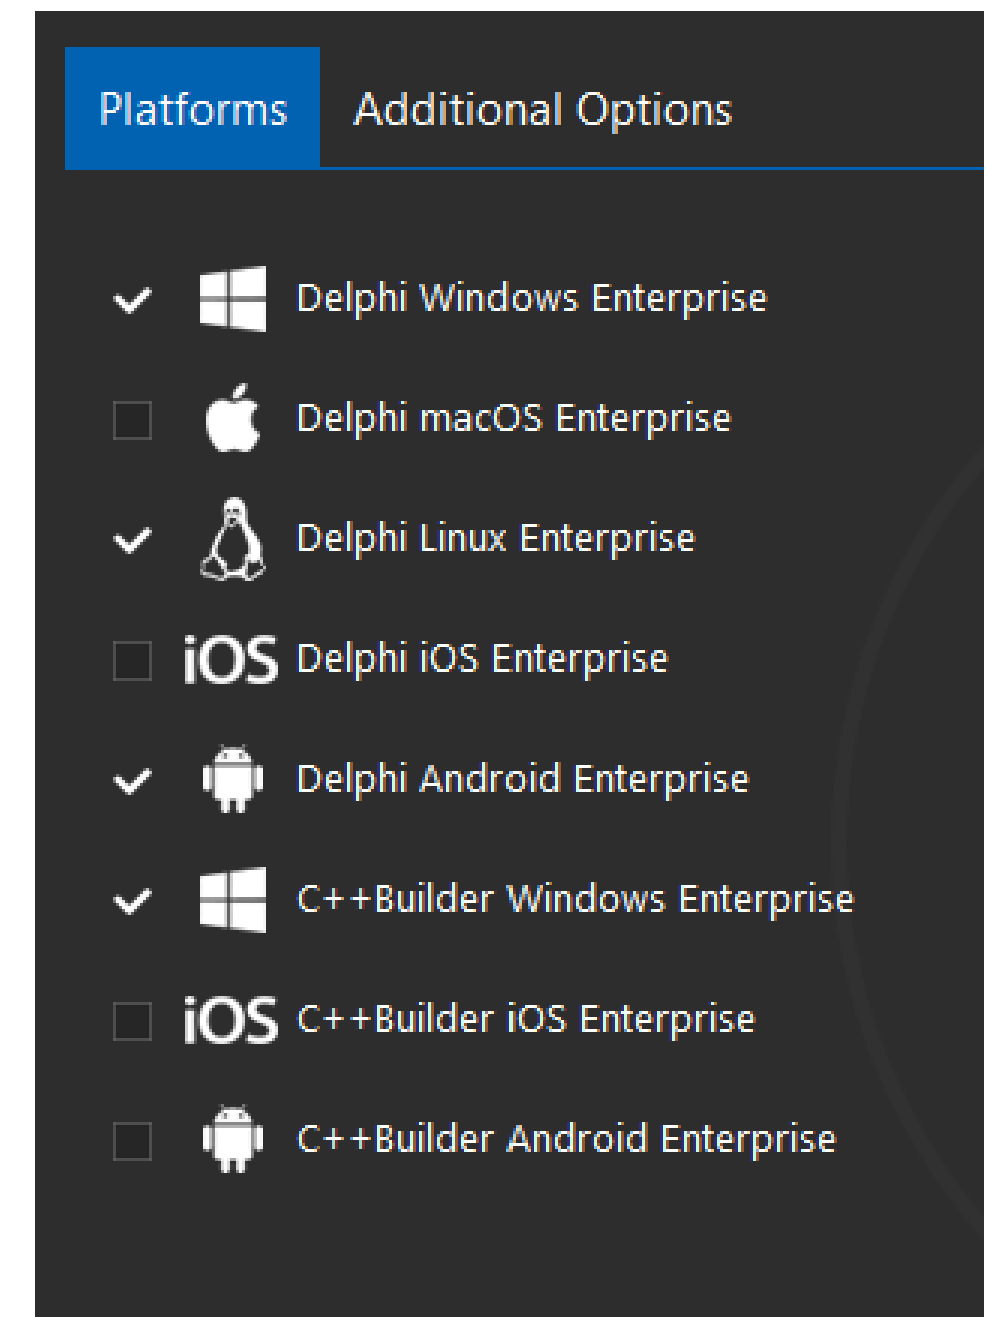 Platforms Additional Options
Delphi Windows Enterprise
Delphi macOS Enterprise
Delphi Linux Enterprise
iOS Delphi iOS Enterprise
Delphi Android Enterprise
C++Builder Windows Enterprise
iOS C++Builder iOS Enterprise
C++Builder Android Enterprise